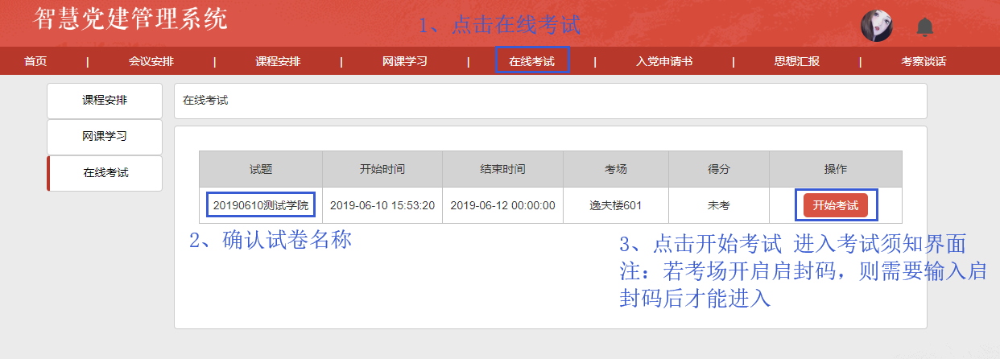 智慧党建管理系统
1、点击在线考试
首页 | 会议安排 | 课程安排 | 网课学习 | 在线考试 | 入党申请书 | 思想汇报 | 考察谈话
课程安排
网课学习
在线考试
在线考试
试题 开始时间 结束时间 考场 得分 操作
20190610测试学院 2019-06-10 15:53:20 2019-06-12 00:00:00 逸夫楼601 未考 开始考试
2、确认试卷名称
3、点击开始考试 进入考试须知界面
注：若考场开启启封码，则需要输入启
封码后才能进入